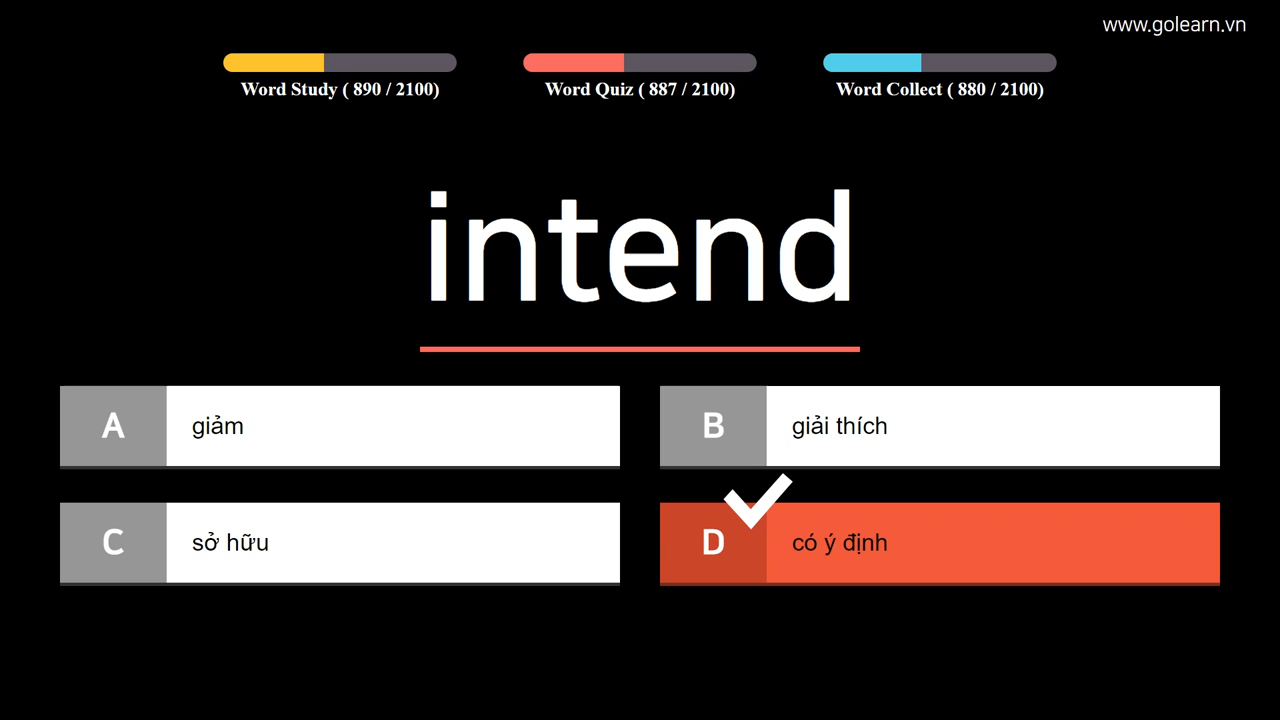 www.golearn.vn
Word Study ( 890 / 2100)
Word Quiz ( 887 / 2100)
Word Collect ( 880 / 2100)
intend
A giảm
B giải thích
C sở hữu
D có ý định